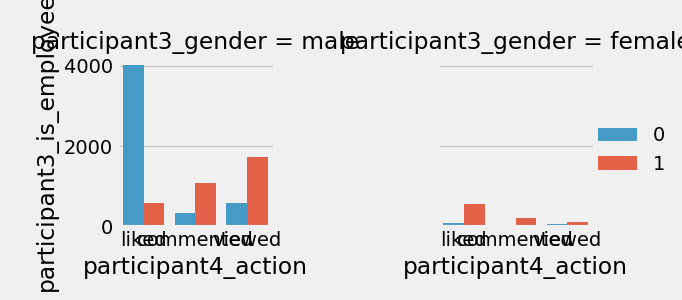 participant3_gender = male
participant3_gender = female
participant3_is_employee
4000
2000
0
liked
commented
viewed
liked
commented
viewed
participant4_action
participant4_action
0
1